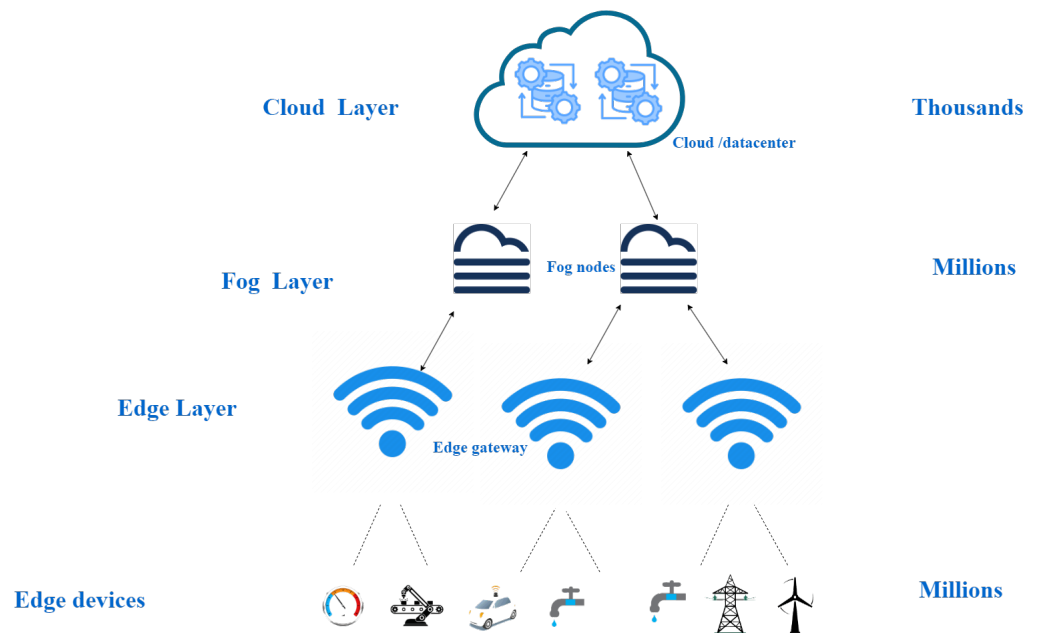 Cloud Layer
Thousands
Cloud /datacenter
Fog Layer
Fog nodes
Millions
Edge Layer
Edge gateway
Edge devices
Millions